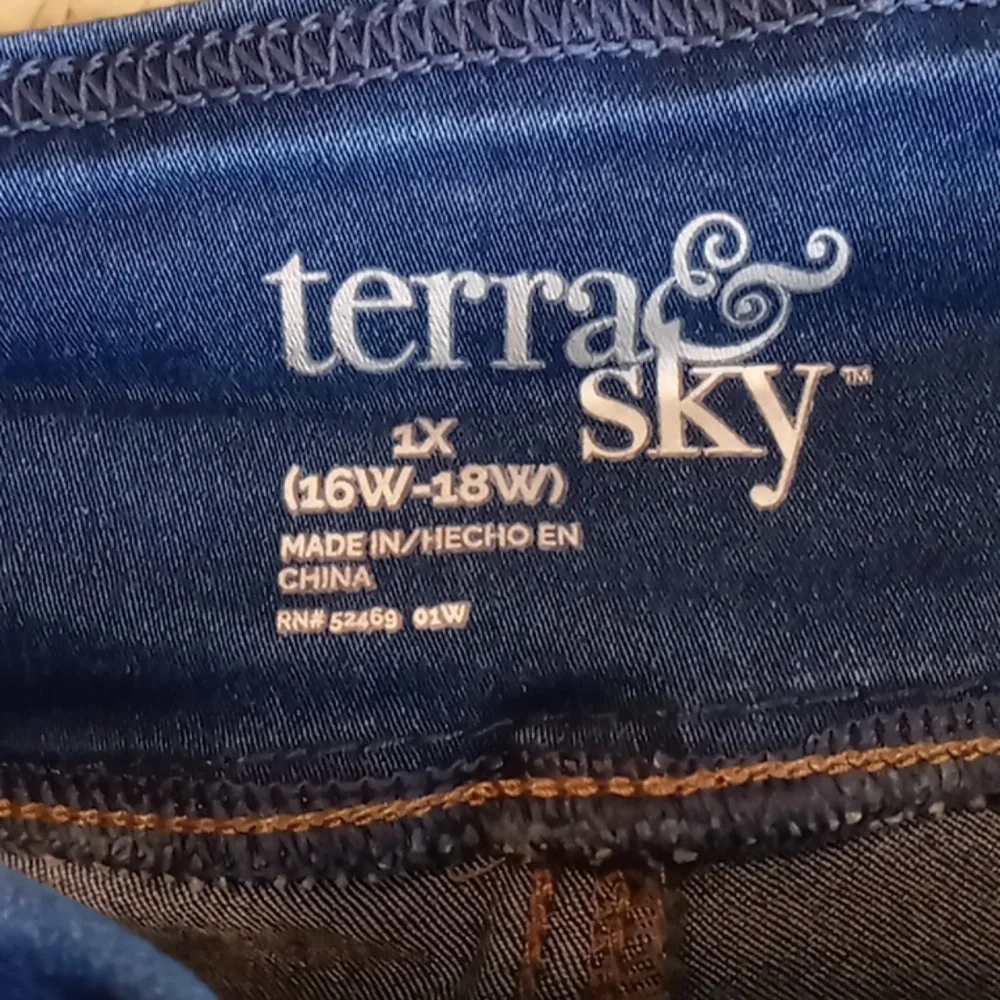 terra&
sky™
1X
(16W-18W)
MADE IN/HECHO EN
CHINA
RN# 52469 01W